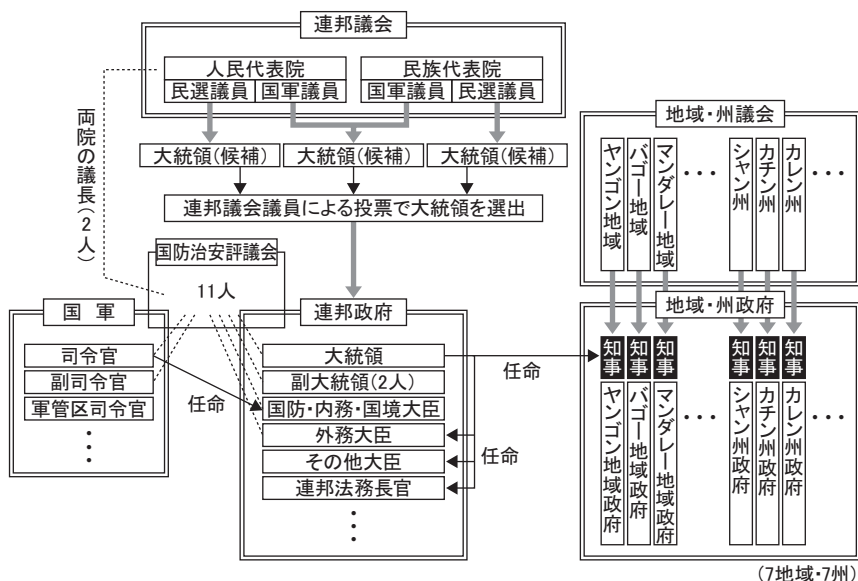 連邦議会
人民代表院
民族代表院
民選議員
国軍議員
国軍議員
民選議員
両院の議長(2人)
大統領(候補)
大統領(候補)
大統領(候補)
連邦議会議員による投票で大統領を選出
国防治安評議会
11人
国 軍
司令官
副司令官
軍管区司令官
・・・
任命
連邦政府
大統領
副大統領(2人)
国防・内務・国境大臣
外務大臣
その他大臣
連邦法務長官
・・・
任命
任命
地域・州議会
ヤンゴン地域
バゴー地域
マンダレー地域
・・・
シャン州
カチン州
カレン州
・・・
地域・州政府
知事
知事
知事
知事
知事
知事
ヤンゴン地域政府
バゴー地域政府
マンダレー地域政府
・・・
シャン州政府
カチン州政府
カレン州政府
・・・
(7地域・7州)